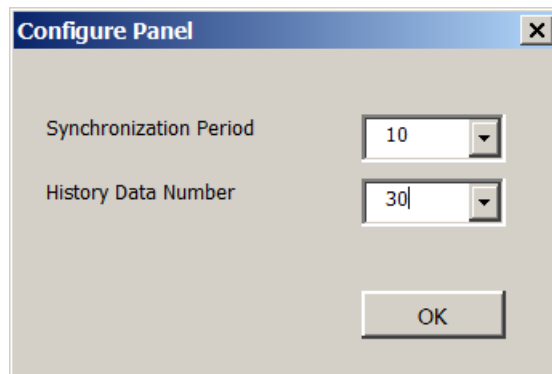 Configure Panel
Synchronization Period 10
History Data Number 30
OK